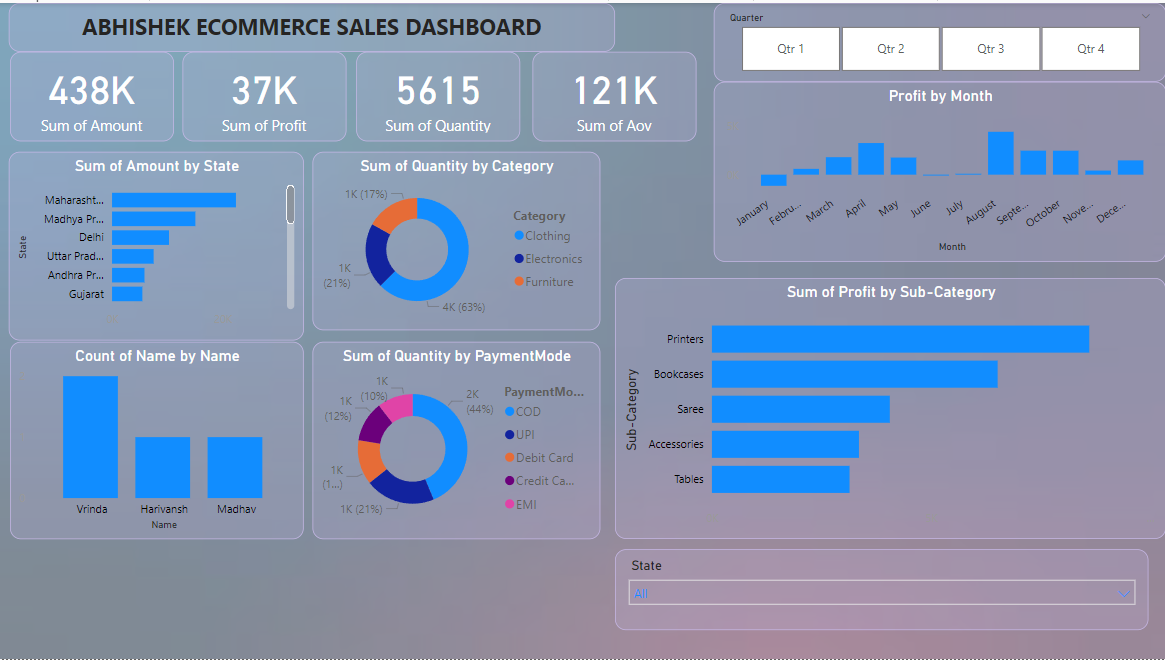 ABHISHEK ECOMMERCE SALES DASHBOARD
438K
Sum of Amount
37K
Sum of Profit
5615
Sum of Quantity
121K
Sum of Aov
Quarter
Qtr 1
Qtr 2
Qtr 3
Qtr 4
Profit by Month
January
Febru...
March
April
May
June
July
August
Septe...
October
Nove...
Dece...
Month
Sum of Amount by State
State
Maharasht...
Madhya Pr...
Delhi
Uttar Prad...
Andhra Pr...
Gujarat
Sum of Quantity by Category
1K (17%)
1K
(21%)
4K (63%)
Category
Clothing
Electronics
Furniture
Sum of Profit by Sub-Category
Sub-Category
Printers
Bookcases
Saree
Accessories
Tables
Count of Name by Name
Vrinda
Harivansh
Madhav
Name
Sum of Quantity by PaymentMode
1K
(10%)
1K
(12%)
1K
(1...)
1K (21%)
2K
(44%)
PaymentMo...
COD
UPI
Debit Card
Credit Ca...
EMI
State
All